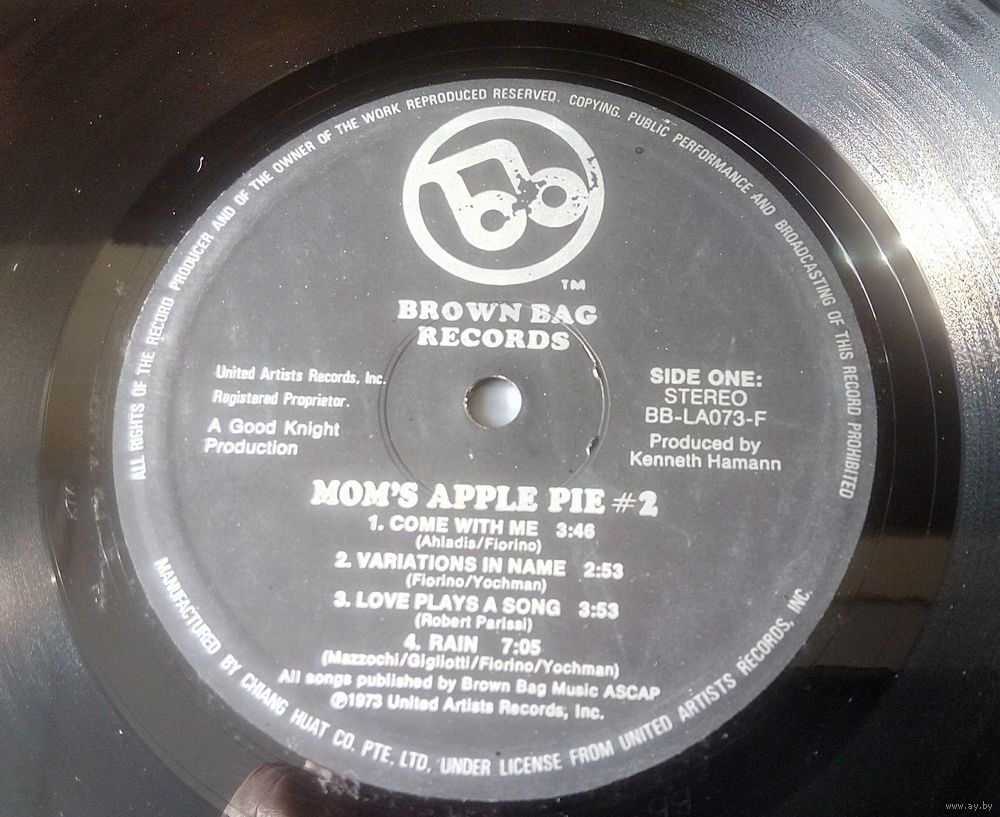 ALL RIGHTS OF THE RECORD PRODUCER AND OF THE OWNER OF THE WORK REPRODUCED RESERVED. COPYING, PUBLIC PERFORMANCE AND BROADCASTING OF THIS RECORD PROHIBITED
TM
BROWN BAG
RECORDS
United Artists Records, Inc.
Registered Proprietor.
A Good Knight
Production
SIDE ONE:
STEREO
BB-LA073-F
Produced by
Kenneth Hamann
MOM'S APPLE PIE #2
1. COME WITH ME 3:46
(Ahladis/Fiorino)
2. VARIATIONS IN NAME 2:53
(Fiorino/Yochman)
3. LOVE PLAYS A SONG 3:53
(Robert Parissi)
4. RAIN 7:05
(Mazzochi/Gigliotti/Fiorino/Yochman)
All songs published by Brown Bag Music ASCAP
℗1973 United Artists Records, Inc.
MANUFACTURED BY CHIANG HUAT CO. PTE. LTD. UNDER LICENSE FROM UNITED ARTISTS RECORDS, INC.
www.ay.by